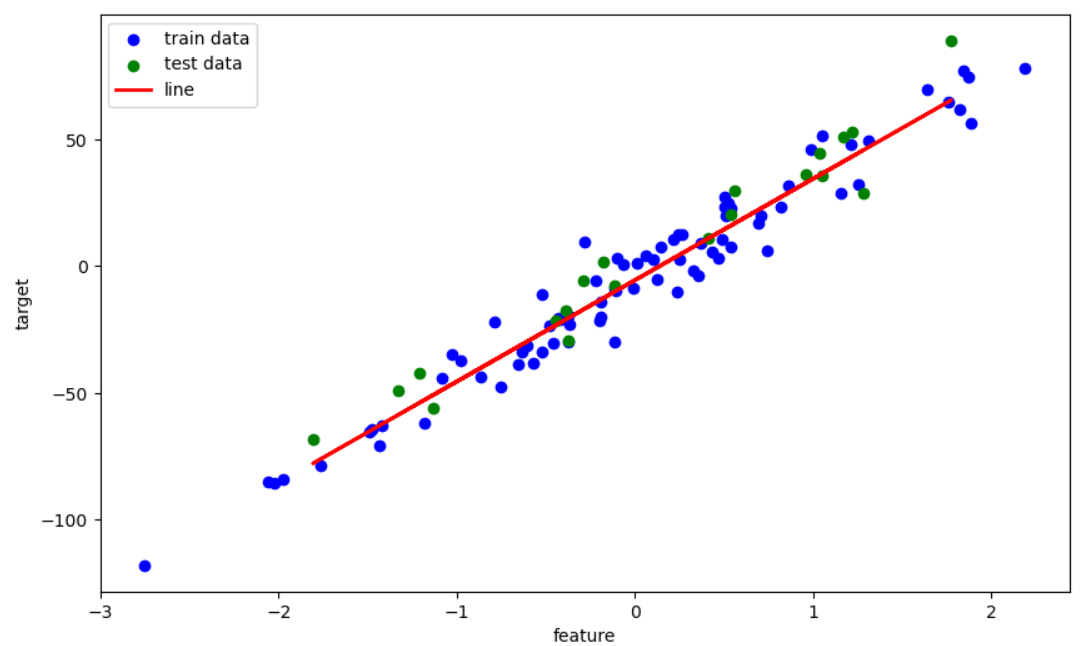 train data
test data
line
50
0
−50
−100
target
−3
−2
−1
0
1
2
feature